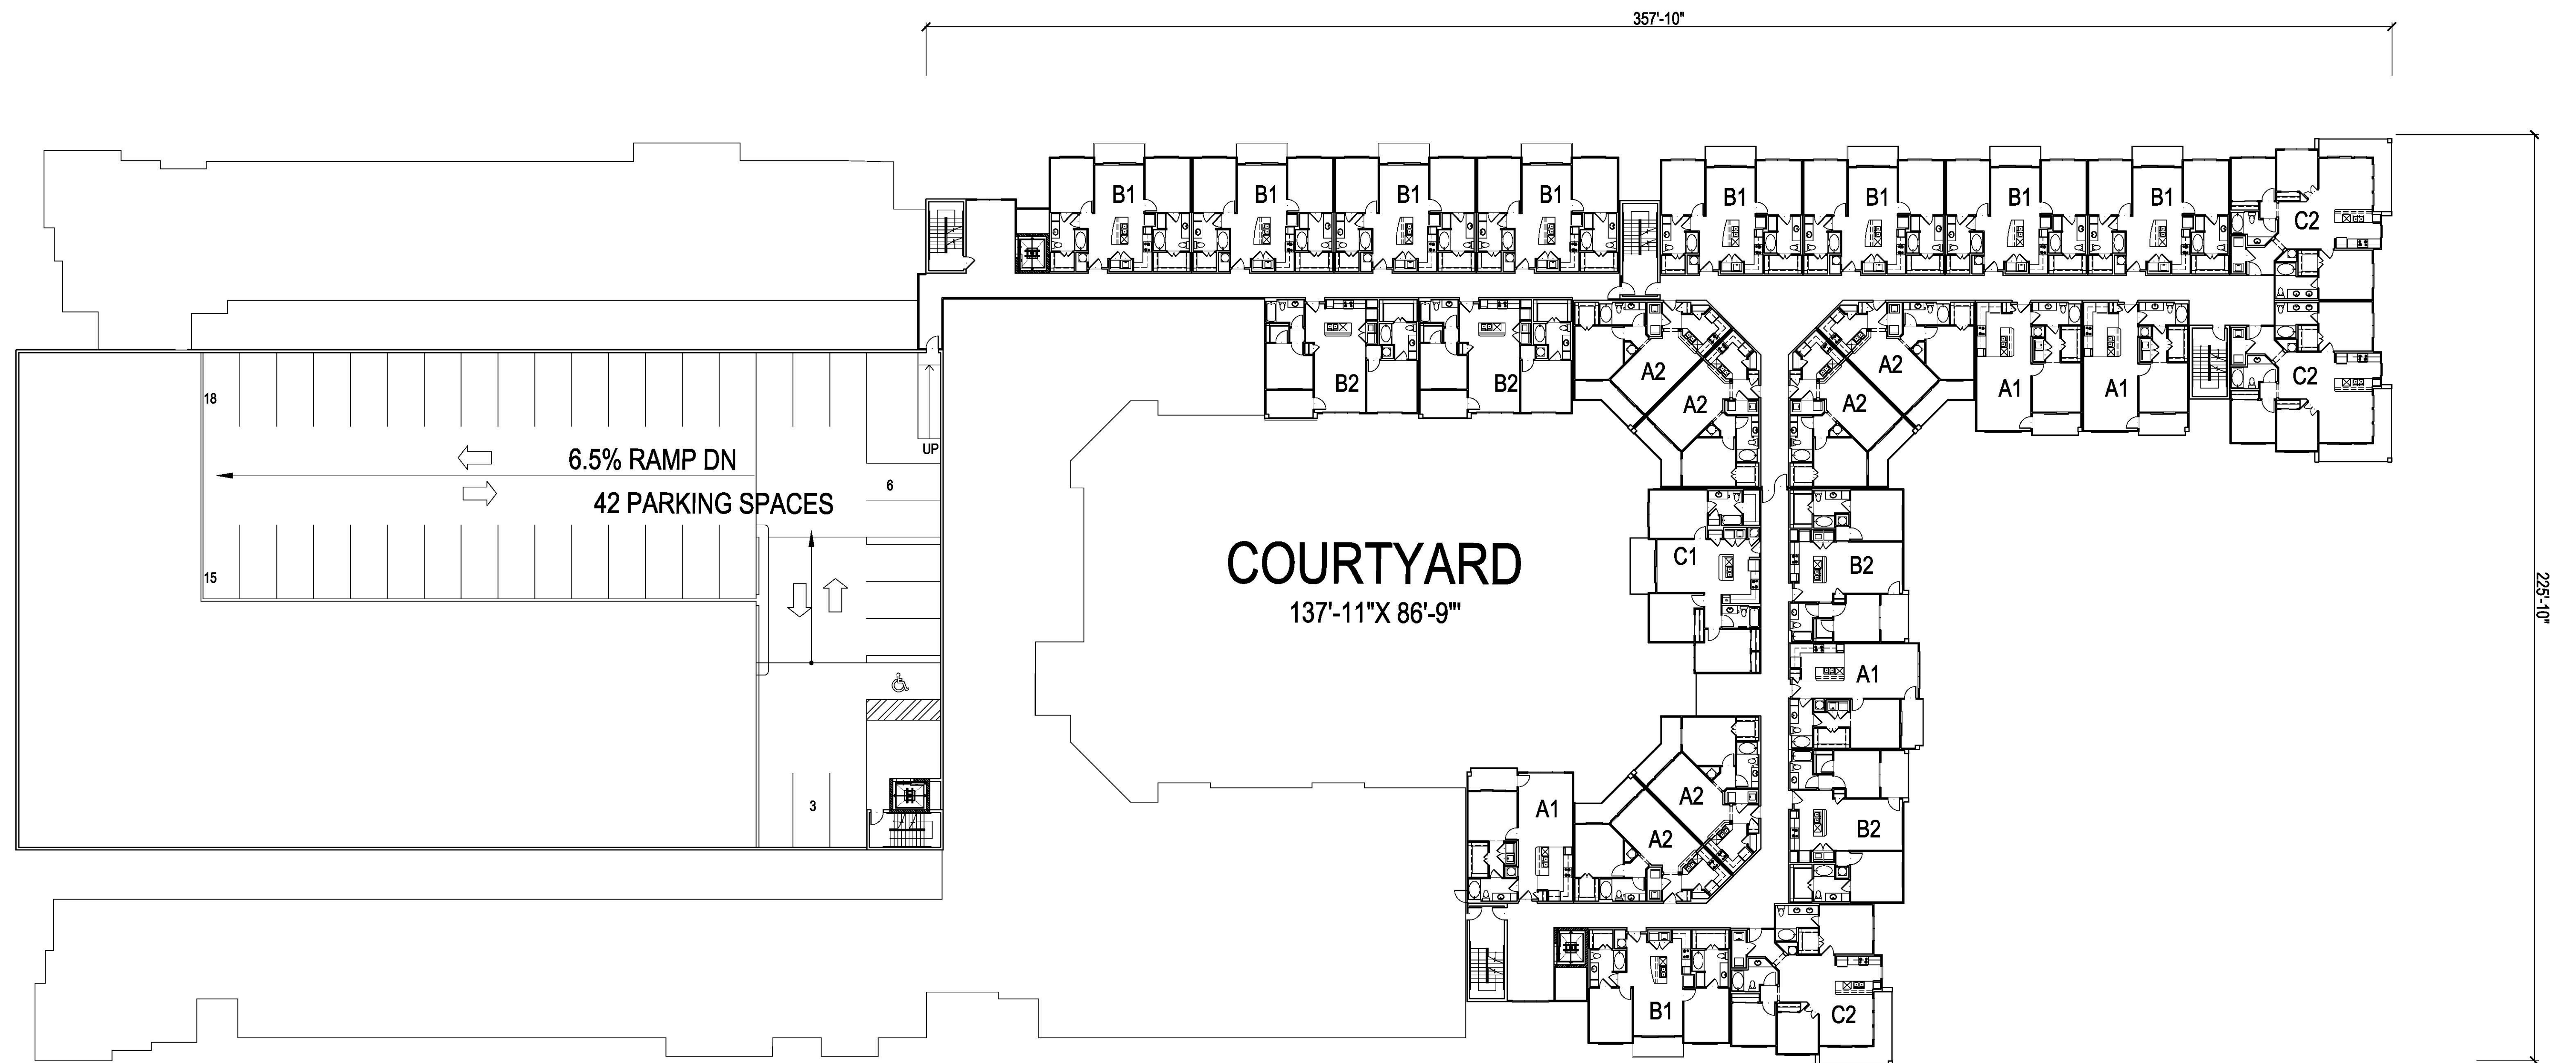 357'-10"
B1
B1
B1
B1
B1
B1
B1
B1
C2
18
B2
B2
A2
A2
A2
A2
A1
A1
C2
UP
6.5% RAMP DN
6
42 PARKING SPACES
COURTYARD
137'-11"X 86'-9'"
C1
B2
15
225'-10"
A1
3
A1
A2
A2
B2
B1
C2